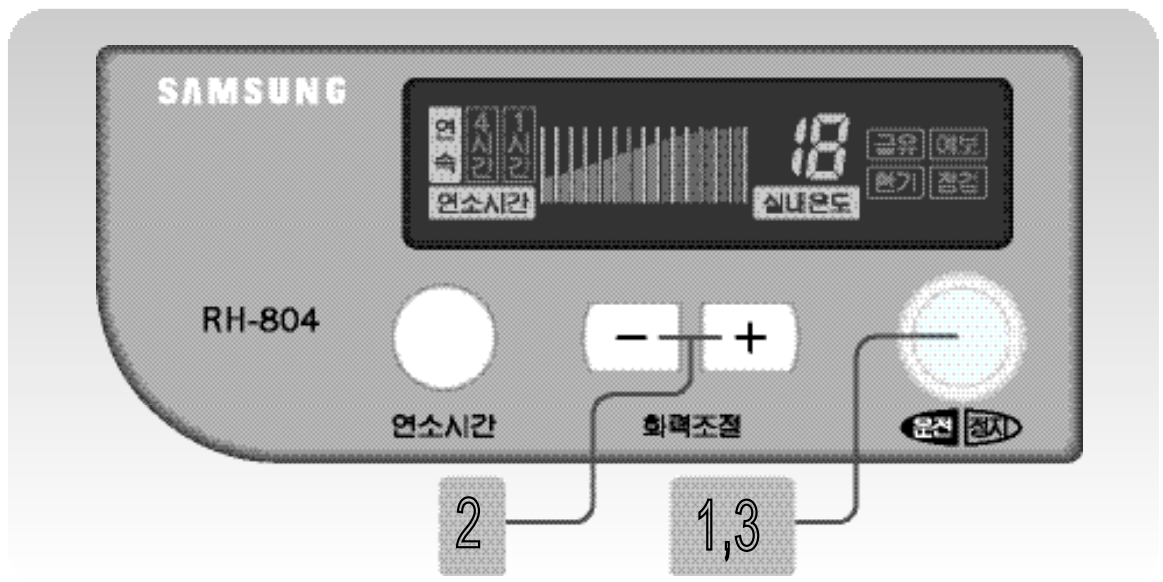 SAMSUNG
연속 4시간 1시간
18
급유 예보
환기 점검
연소시간 실내온도
RH-804
− +
연소시간 화력조절 운전 정지
2 1,3